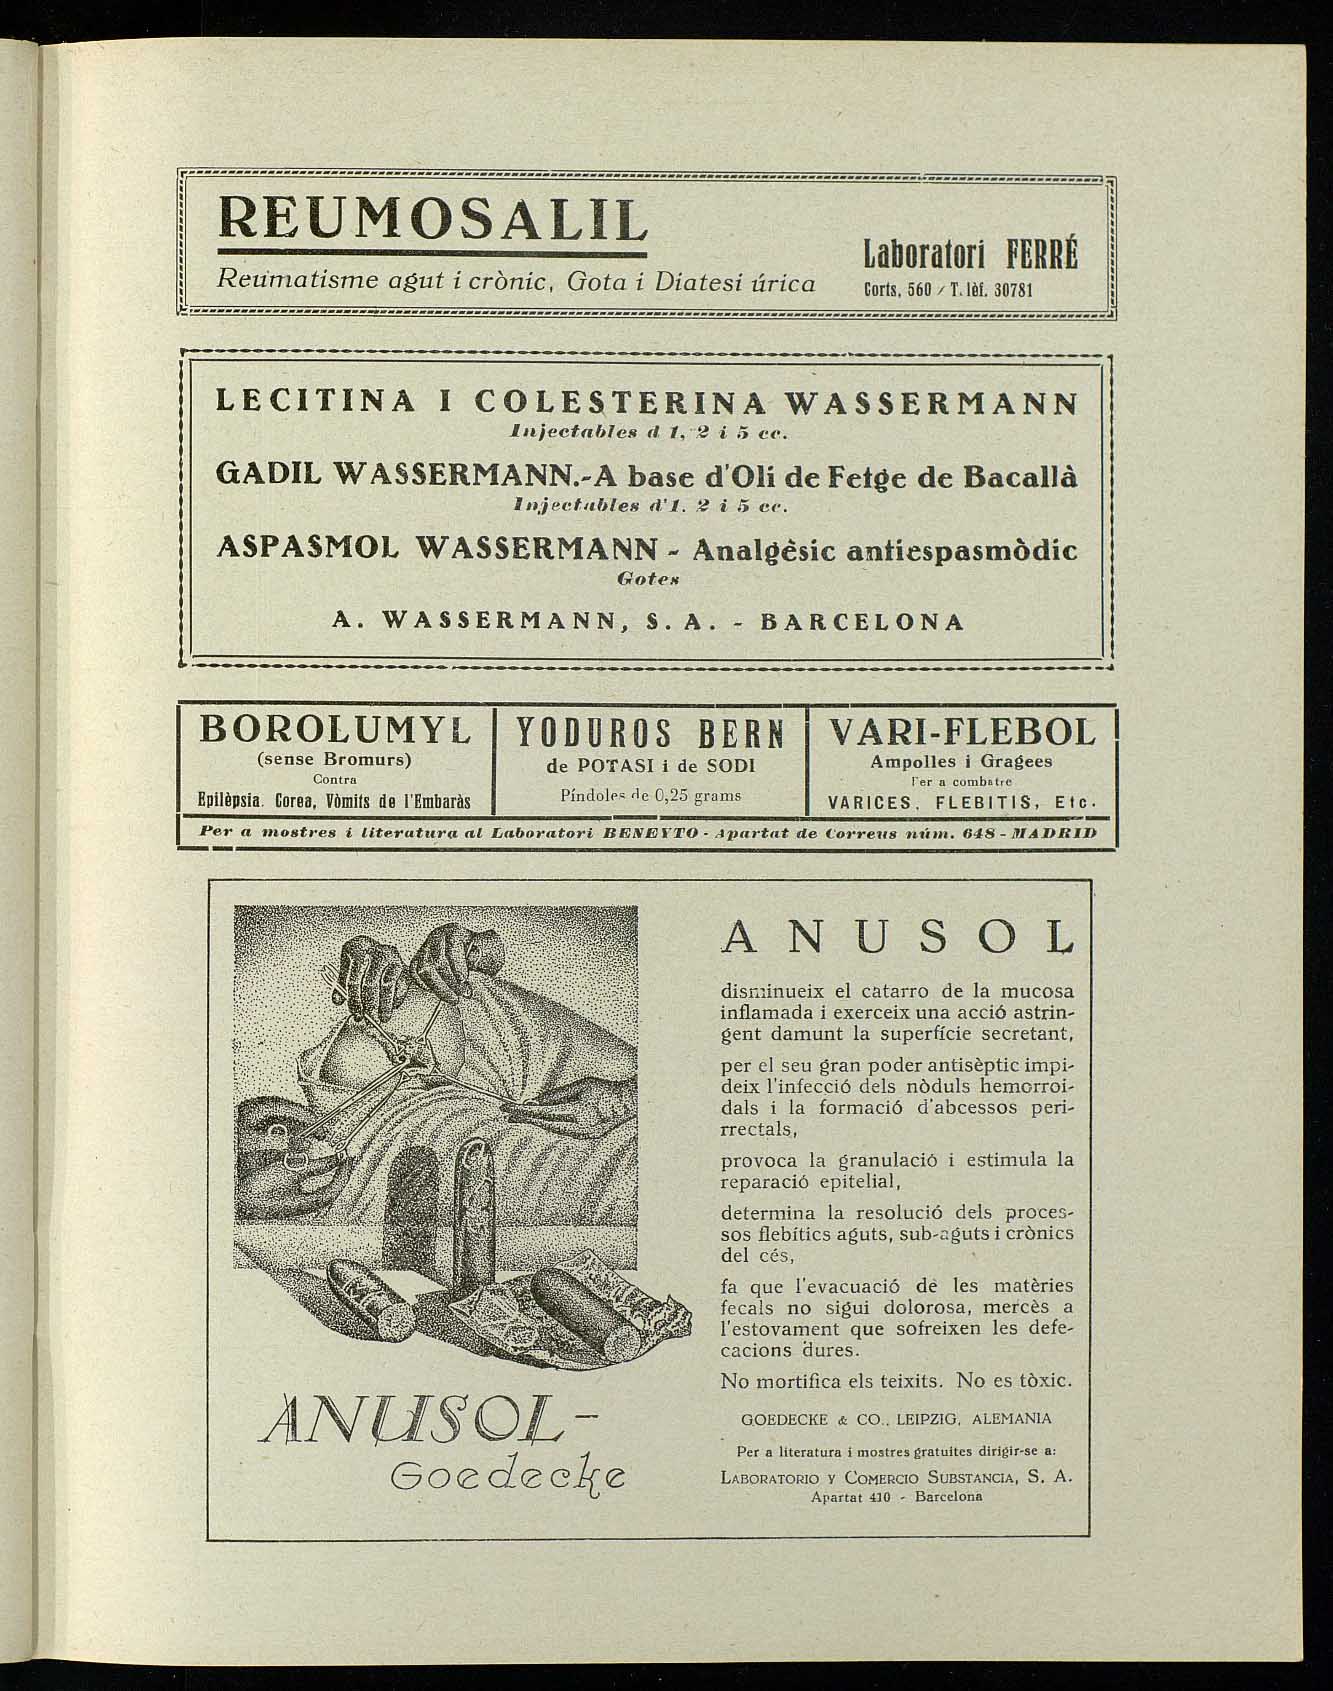 REUMOSALIL
Reumatisme agut i crònic, Gota i Diatesi úrica
Laboratori FERRÉ
Corts, 560 / T.lèf. 30781
LECITINA I COLESTERINA WASSERMANN
Injectables d 1, 2 i 5 cc.
GADIL WASSERMANN.-A base d'Oli de Fetge de Bacallà
Injectables d'1. 2 i 5 cc.
ASPASMOL WASSERMANN - Analgèsic antiespasmòdic
Gotes
A. WASSERMANN, S. A. - BARCELONA
BOROLUMYL
(sense Bromurs)
Contra
Epilèpsia. Corea, Vòmits de l'Embaràs
YODUROS BERN
de POTASI i de SODI
Píndoles de 0,25 grams
VARI-FLEBOL
Ampolles i Gragees
Per a combatre
VARICES, FLEBITIS, Etc.
Per a mostres i literatura al Laboratori BENEYTO - Apartat de Correus núm. 648 - MADRID
ANUSOL
disminueix el catarro de la mucosa
inflamada i exerceix una acció astrin-
gent damunt la superfície secretant,
per el seu gran poder antisèptic impi-
deix l'infecció dels nòduls hemorroi-
dals i la formació d'abcessos peri-
rrectals,
provoca la granulació i estimula la
reparació epitelial,
determina la resolució dels proces-
sos flebítics aguts, sub-aguts i crònics
del cés,
fa que l'evacuació de les matèries
fecals no sigui dolorosa, mercès a
l'estovament que sofreixen les defe-
cacions dures.
No mortifica els teixits. No es tòxic.
GOEDECKE & CO., LEIPZIG, ALEMANIA
Per a literatura i mostres gratuites dirigir-se a:
LABORATORIO Y COMERCIO SUBSTANCIA, S. A.
Apartat 410 - Barcelona
ANUSOL-
Goedecke